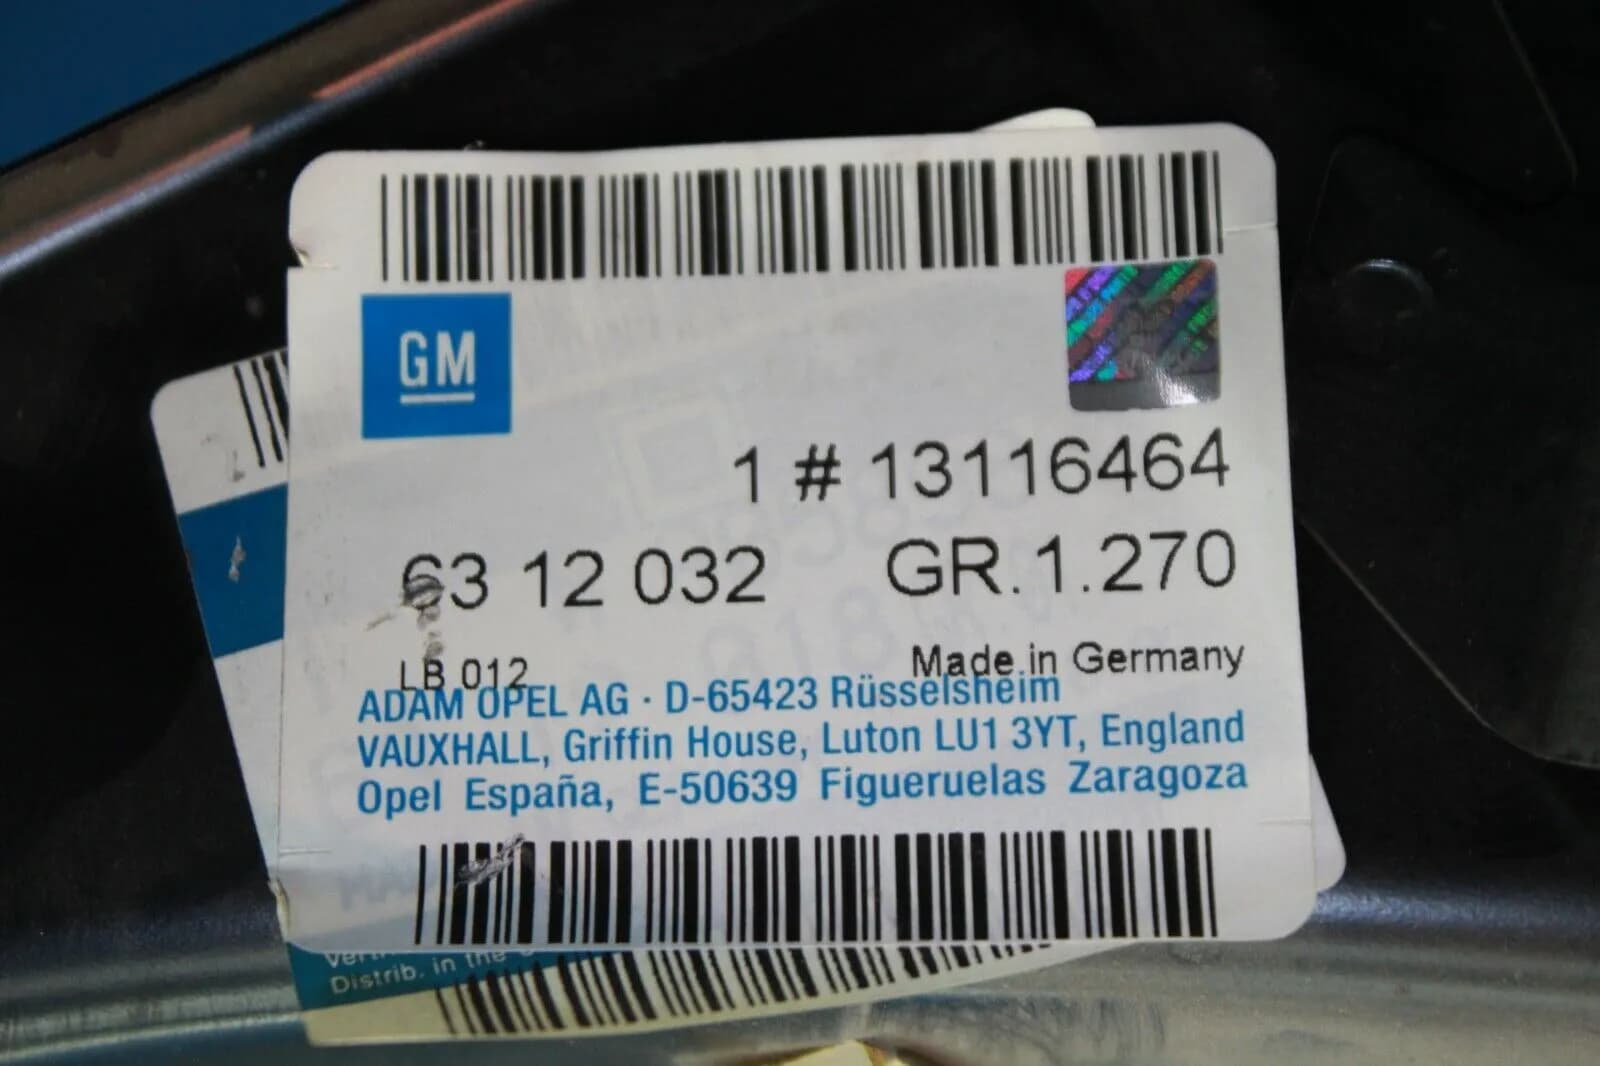 GM
1 # 13116464
63 12 032 GR. 1.270
LB 012 Made in Germany
ADAM OPEL AG · D-65423 Rüsselsheim
VAUXHALL, Griffin House, Luton LU1 3YT, England
Opel España, E-50639 Figueruelas Zaragoza
Distrib. in the